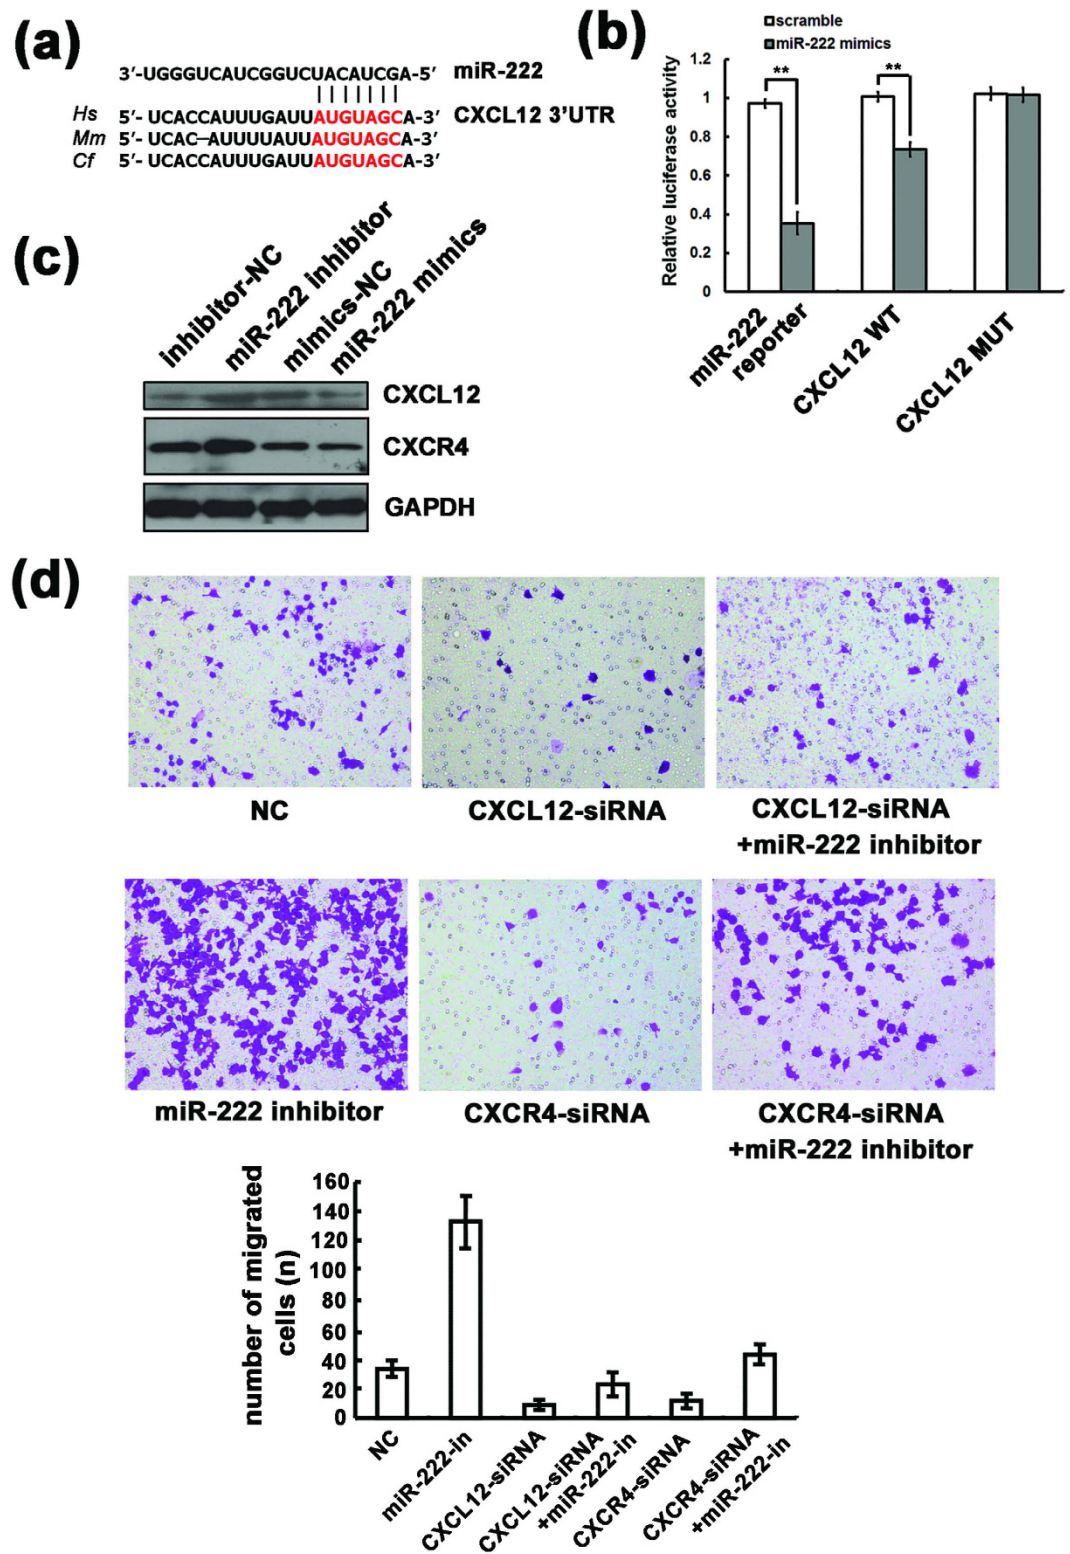 (a)
3′-UGGGUCAUCGGUCUACAUCGA-5′ miR-222
Hs 5′- UCACCAUUUGAUUAUGUAGCA-3′ CXCL12 3′UTR
Mm 5′- UCAC–AUUUUAUUAUGUAGCA-3′
Cf 5′- UCACCAUUUGAUUAUGUAGCA-3′
(b)
scramble
miR-222 mimics
Relative luciferase activity
1.2
1
0.8
0.6
0.4
0.2
0
**
**
miR-222
reporter
CXCL12 WT
CXCL12 MUT
(c)
inhibitor-NC
miR-222 inhibitor
mimics-NC
miR-222 mimics
CXCL12
CXCR4
GAPDH
(d)
NC
CXCL12-siRNA
CXCL12-siRNA
+miR-222 inhibitor
miR-222 inhibitor
CXCR4-siRNA
CXCR4-siRNA
+miR-222 inhibitor
number of migrated
cells (n)
160
140
120
100
80
60
40
20
0
NC
miR-222-in
CXCL12-siRNA
CXCL12-siRNA
+miR-222-in
CXCR4-siRNA
CXCR4-siRNA
+miR-222-in